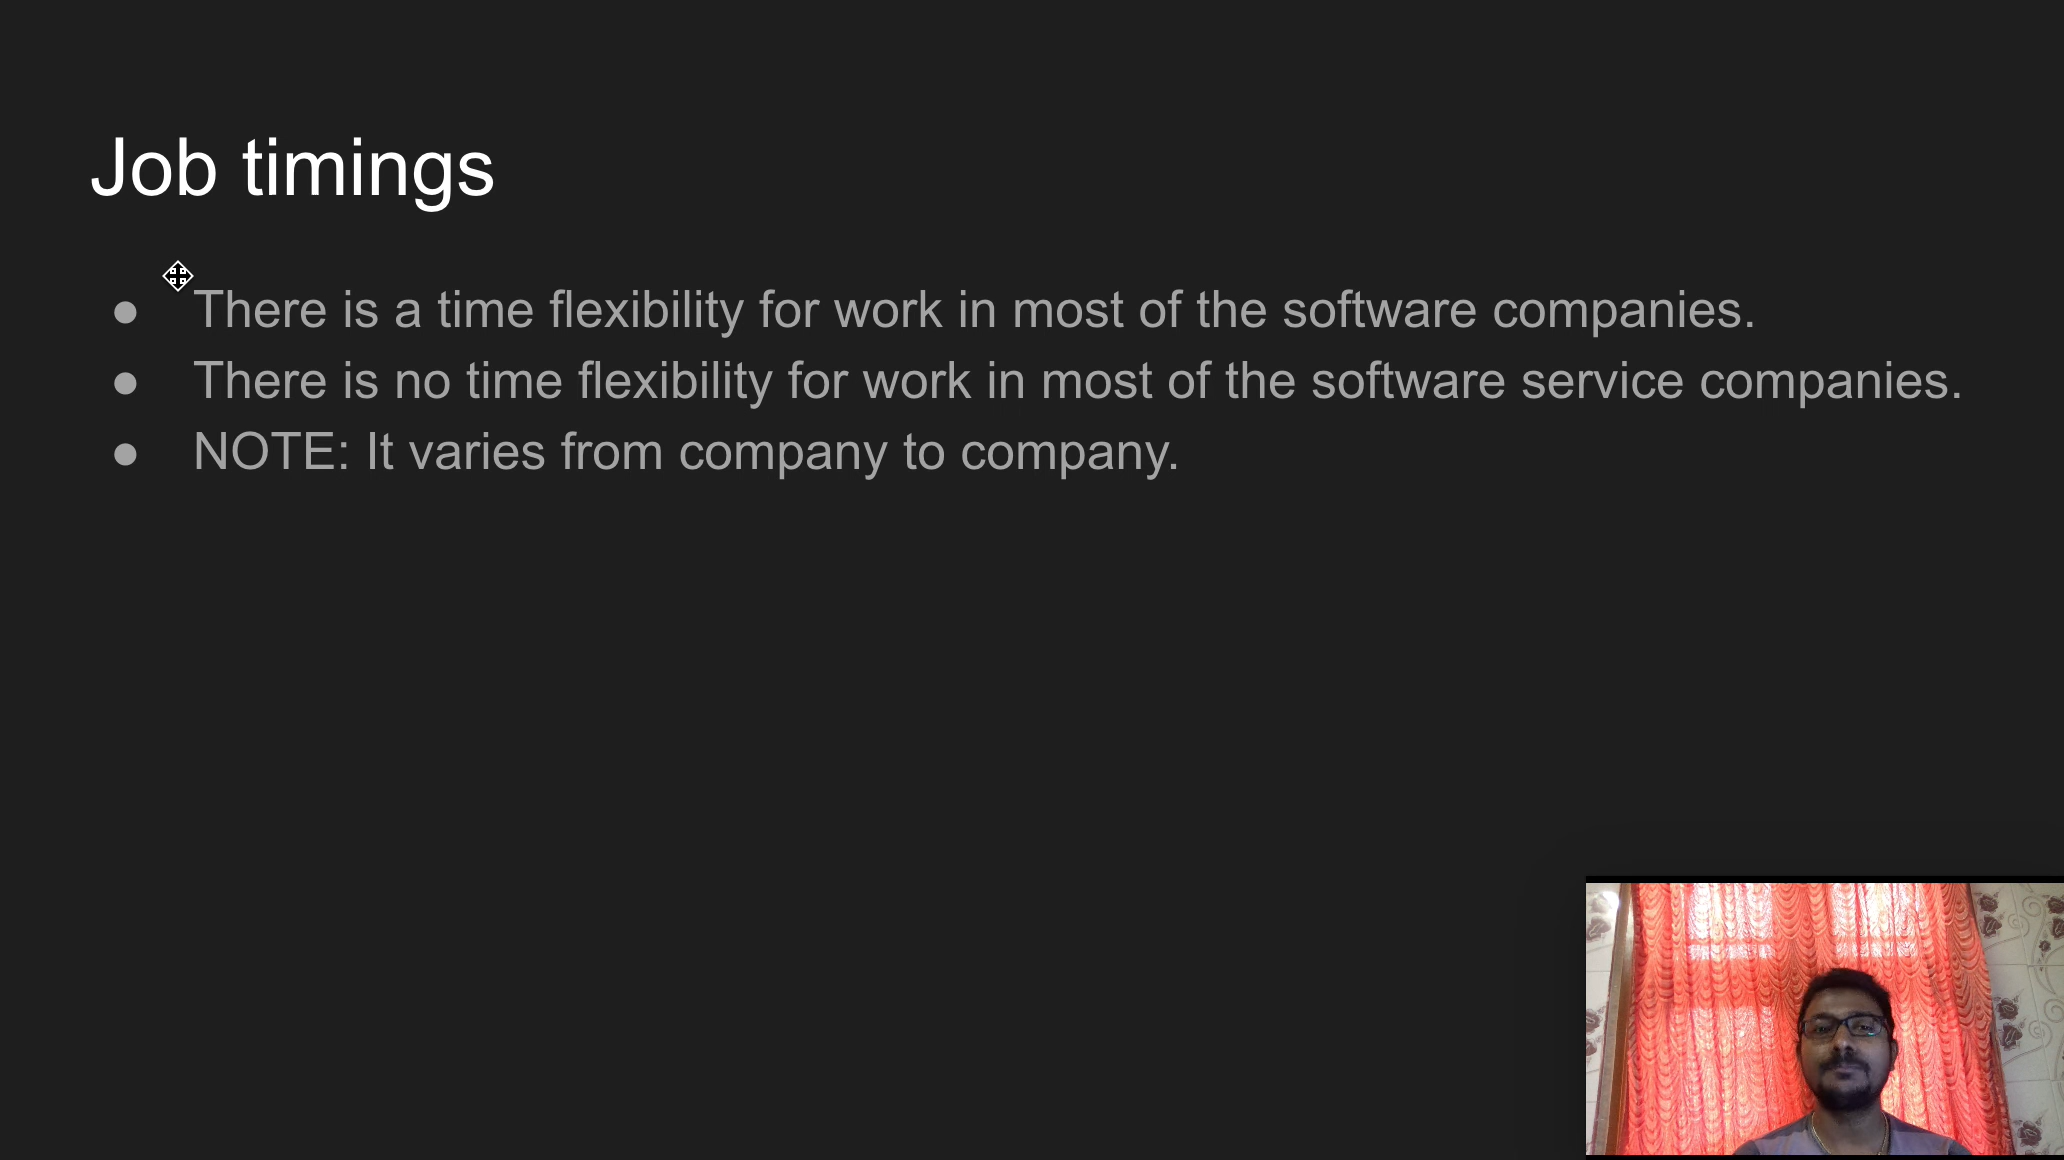 Job timings
● There is a time flexibility for work in most of the software companies.
● There is no time flexibility for work in most of the software service companies.
● NOTE: It varies from company to company.